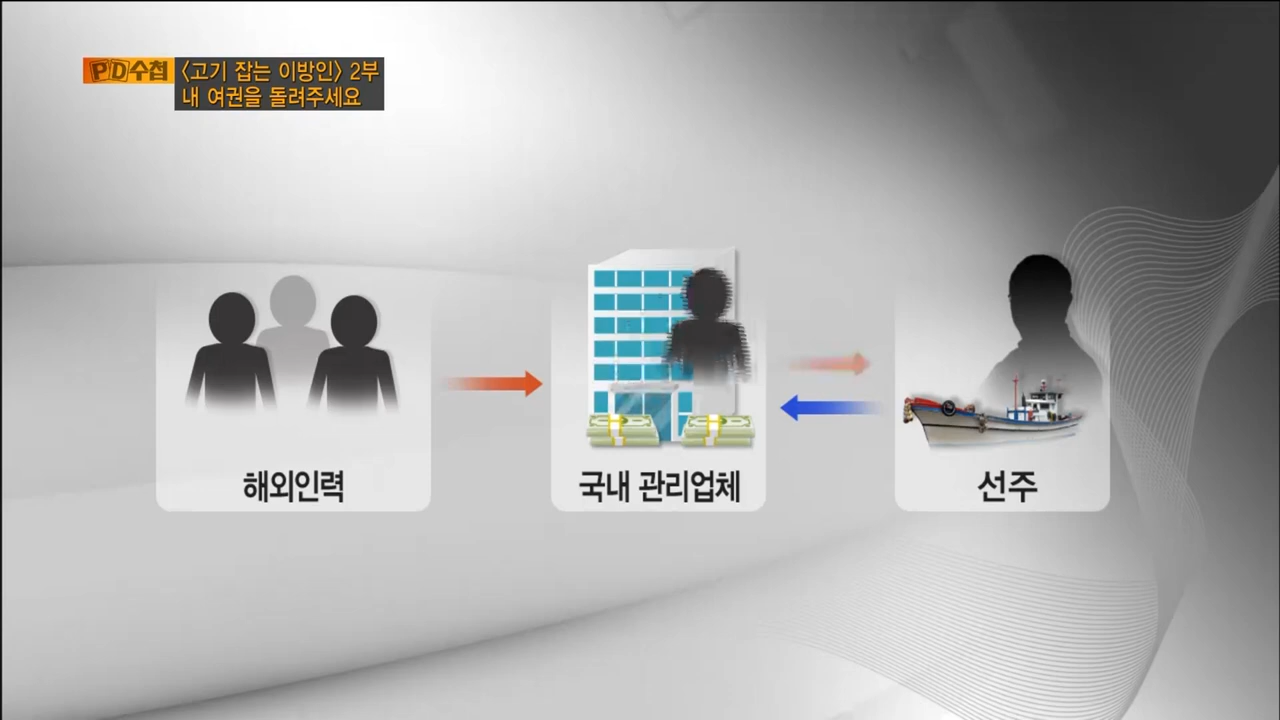 PD수첩
〈고기 잡는 이방인〉 2부
내 여권을 돌려주세요
해외인력
국내 관리업체
선주